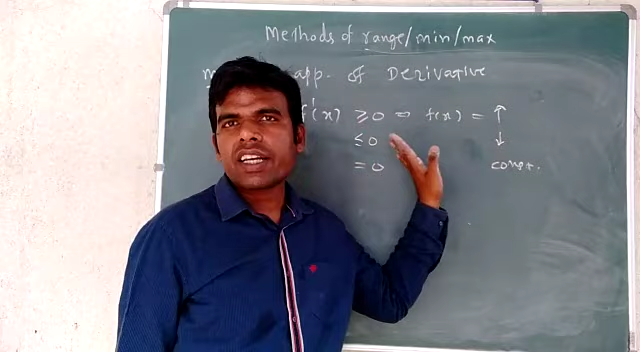 Methods of range/min/max
app. of Derivative
f'(x) ≥ 0 ⇒ f(x) = ↑
≤ 0 ↓
= 0 const.